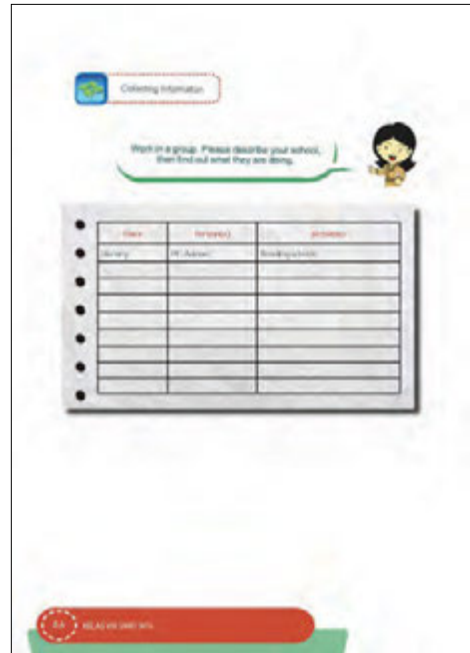 Collecting Information
Work in a group. Please describe your school,
then find out what they are doing.
Place Person(s) Activities
Library Mr. Adnan Reading a book
KELAS VIII SMP/MTs